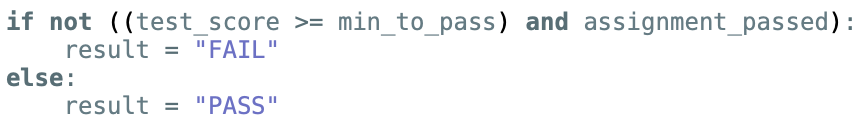 if not ((test_score >= min_to_pass) and assignment_passed):
    result = "FAIL"
else:
    result = "PASS"